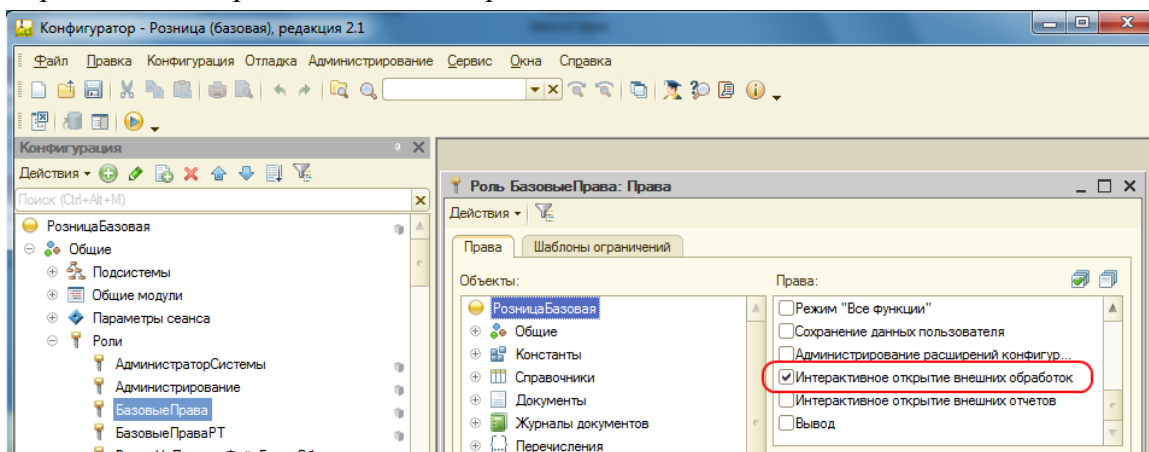 Конфигуратор - Розница (базовая), редакция 2.1
Файл Правка Конфигурация Отладка Администрирование Сервис Окна Справка
Конфигурация
Действия
Поиск (Ctrl+Alt+M)
РозницаБазовая
Общие
Подсистемы
Общие модули
Параметры сеанса
Роли
АдминистраторСистемы
Администрирование
БазовыеПрава
БазовыеПраваРТ
Роль БазовыеПрава: Права
Действия
Права Шаблоны ограничений
Объекты:
РозницаБазовая
Общие
Константы
Справочники
Документы
Журналы документов
Перечисления
Права:
Режим "Все функции"
Сохранение данных пользователя
Администрирование расширений конфигур...
Интерактивное открытие внешних обработок
Интерактивное открытие внешних отчетов
Вывод